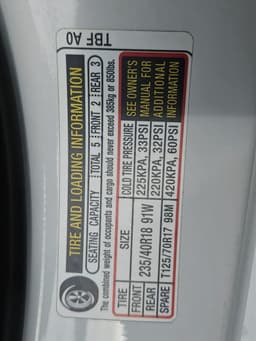 TBF A0
TIRE AND LOADING INFORMATION
SEATING CAPACITY TOTAL 5 FRONT 2 REAR 3
The combined weight of occupants and cargo should never exceed 385kg or 850lbs.
TIRE SIZE COLD TIRE PRESSURE SEE OWNER'S
FRONT 235/40R18 91W 225KPA, 33PSI MANUAL FOR
REAR 220KPA, 32PSI ADDITIONAL
SPARE T125/70R17 98M 420KPA, 60PSI INFORMATION